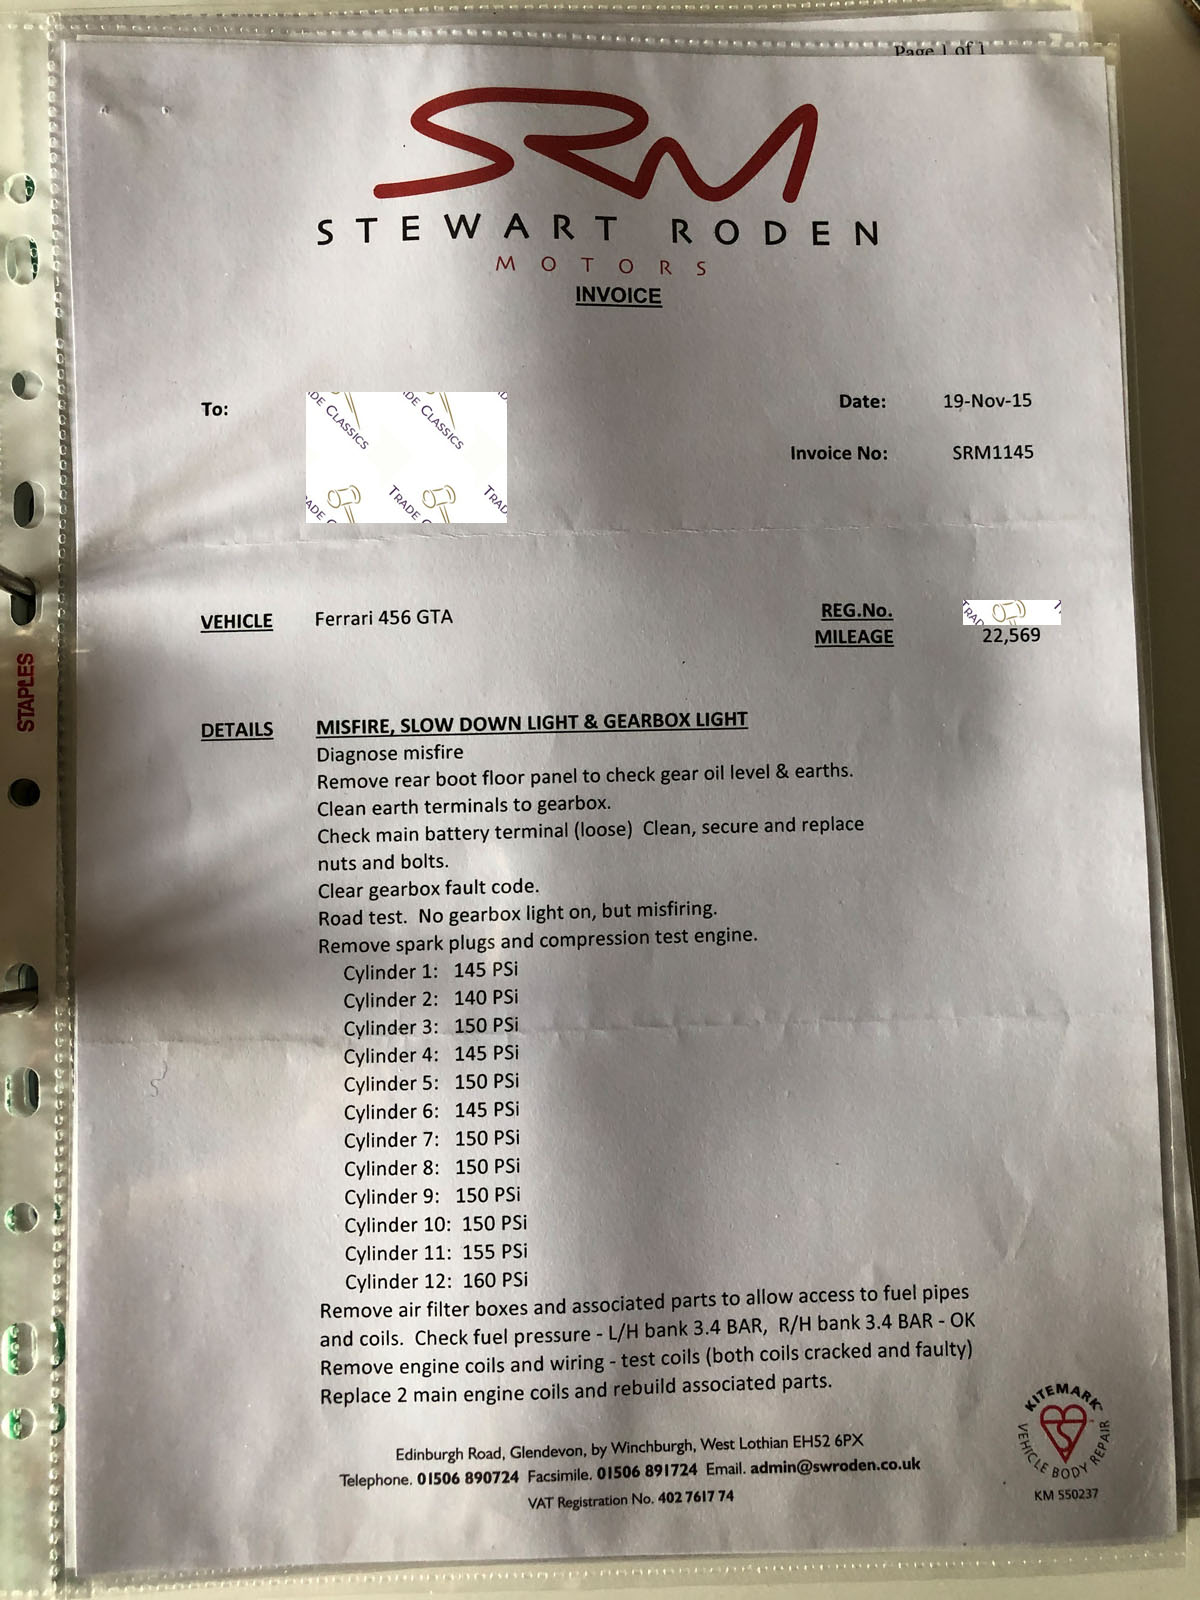 Page 1 of 1
SRM
STEWART RODEN
MOTORS
INVOICE
To:
DE CLASSICS
DE CLASSICS
ADE C
TRADE C
TRAD
Date: 19-Nov-15
Invoice No: SRM1145
VEHICLE Ferrari 456 GTA
REG.No. TRAD T
MILEAGE 22,569
STAPLES
DETAILS MISFIRE, SLOW DOWN LIGHT & GEARBOX LIGHT
Diagnose misfire
Remove rear boot floor panel to check gear oil level & earths.
Clean earth terminals to gearbox.
Check main battery terminal (loose) Clean, secure and replace
nuts and bolts.
Clear gearbox fault code.
Road test. No gearbox light on, but misfiring.
Remove spark plugs and compression test engine.
Cylinder 1: 145 PSi
Cylinder 2: 140 PSi
Cylinder 3: 150 PSi
Cylinder 4: 145 PSi
Cylinder 5: 150 PSi
Cylinder 6: 145 PSi
Cylinder 7: 150 PSi
Cylinder 8: 150 PSi
Cylinder 9: 150 PSi
Cylinder 10: 150 PSi
Cylinder 11: 155 PSi
Cylinder 12: 160 PSi
Remove air filter boxes and associated parts to allow access to fuel pipes
and coils. Check fuel pressure - L/H bank 3.4 BAR, R/H bank 3.4 BAR - OK
Remove engine coils and wiring - test coils (both coils cracked and faulty)
Replace 2 main engine coils and rebuild associated parts.
Edinburgh Road, Glendevon, by Winchburgh, West Lothian EH52 6PX
Telephone. 01506 890724 Facsimile. 01506 891724 Email. admin@swroden.co.uk
VAT Registration No. 402 7617 74
KITEMARK™
VEHICLE BODY REPAIR
KM 550237